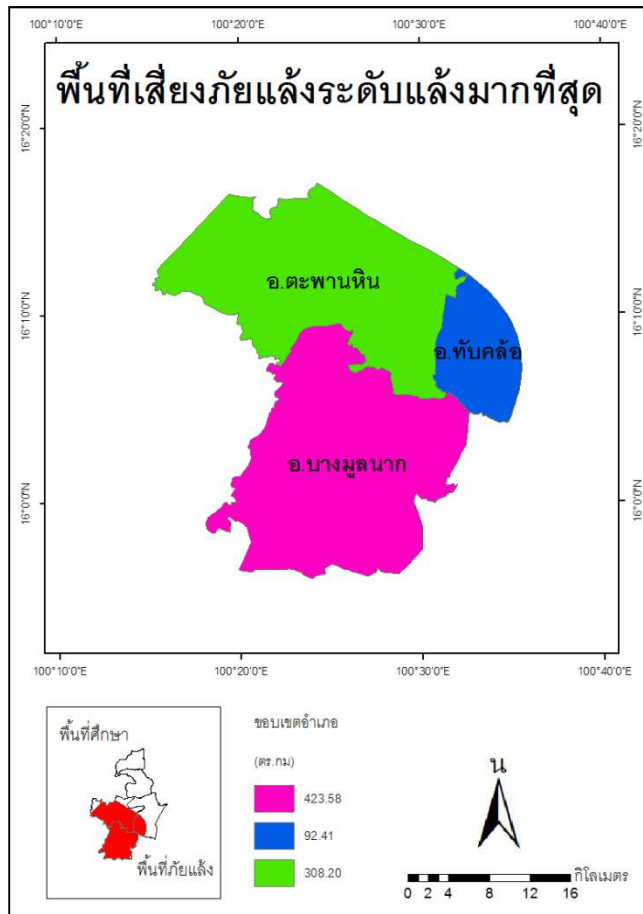 100°10'0"E 100°20'0"E 100°30'0"E 100°40'0"E
พื้นที่เสี่ยงภัยแล้งระดับแล้งมากที่สุด
16°20'0"N 16°20'0"N
อ.ตะพานหิน
16°10'0"N 16°10'0"N
อ.ทับคล้อ
อ.บางมูลนาก
16°0'0"N 16°0'0"N
100°10'0"E 100°20'0"E 100°30'0"E 100°40'0"E
พื้นที่ศึกษา
พื้นที่ภัยแล้ง
ขอบเขตอำเภอ
(ตร.กม)
423.58
92.41
308.20
น
กิโลเมตร
0 2 4 8 12 16